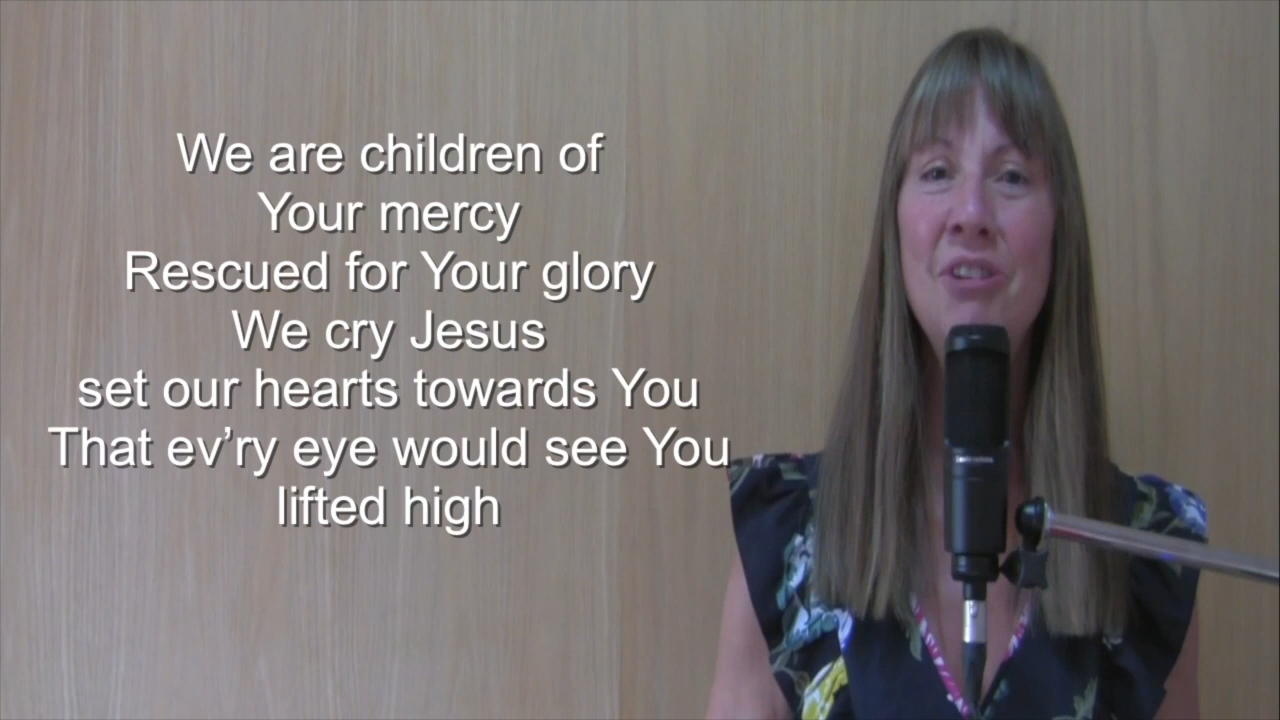 We are children of
Your mercy
Rescued for Your glory
We cry Jesus
set our hearts towards You
That ev’ry eye would see You
lifted high